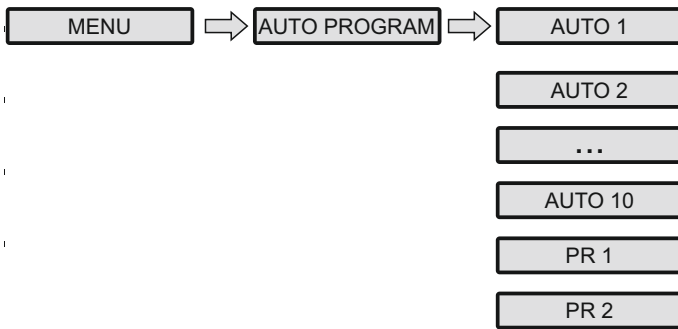 MENU
AUTO PROGRAM
AUTO 1
AUTO 2
...
AUTO 10
PR 1
PR 2